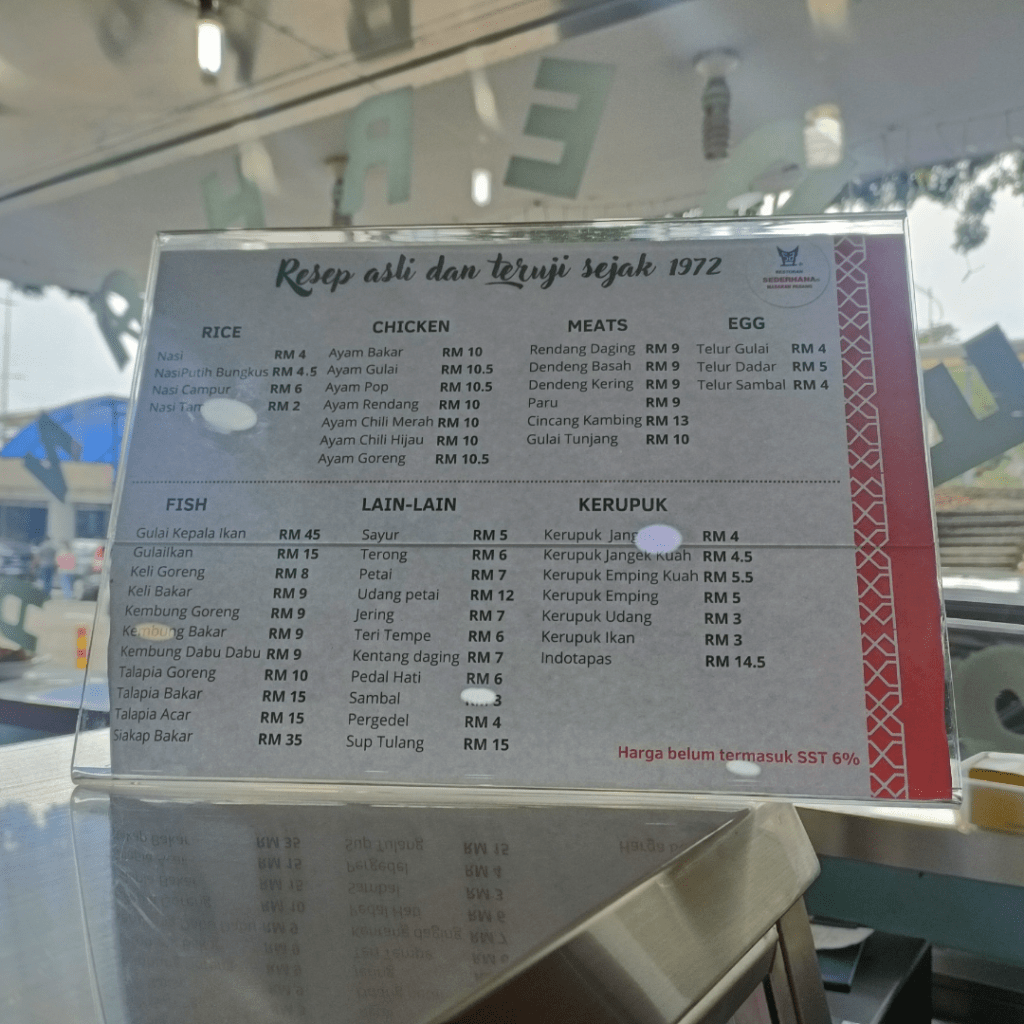 Resep asli dan teruji sejak 1972
RESTORAN
SEDERHANA
MASAKAN PADANG
RICE
Nasi RM 4
NasiPutih Bungkus RM 4.5
Nasi Campur RM 6
Nasi RM 2
CHICKEN
Ayam Bakar RM 10
Ayam Gulai RM 10.5
Ayam Pop RM 10.5
Ayam Rendang RM 10
Ayam Chili Merah RM 10
Ayam Chili Hijau RM 10
Ayam Goreng RM 10.5
MEATS
Rendang Daging RM 9
Dendeng Basah RM 9
Dendeng Kering RM 9
Paru RM 9
Cincang Kambing RM 13
Gulai Tunjang RM 10
EGG
Telur Gulai RM 4
Telur Dadar RM 5
Telur Sambal RM 4
FISH
Gulai Kepala Ikan RM 45
GulaiIkan RM 15
Keli Goreng RM 8
Keli Bakar RM 9
Kembung Goreng RM 9
Kembung Bakar RM 9
Kembung Dabu Dabu RM 9
Talapia Goreng RM 10
Talapia Bakar RM 15
Talapia Acar RM 15
Siakap Bakar RM 35
LAIN-LAIN
Sayur RM 5
Terong RM 6
Petai RM 7
Udang petai RM 12
Jering RM 7
Teri Tempe RM 6
Kentang daging RM 7
Pedal Hati RM 6
Sambal RM 3
Pergedel RM 4
Sup Tulang RM 15
KERUPUK
Kerupuk RM 4
Kerupuk Jangek Kuah RM 4.5
Kerupuk Emping Kuah RM 5.5
Kerupuk Emping RM 5
Kerupuk Udang RM 3
Kerupuk Ikan RM 3
Indotapas RM 14.5
Harga belum termasuk SST 6%